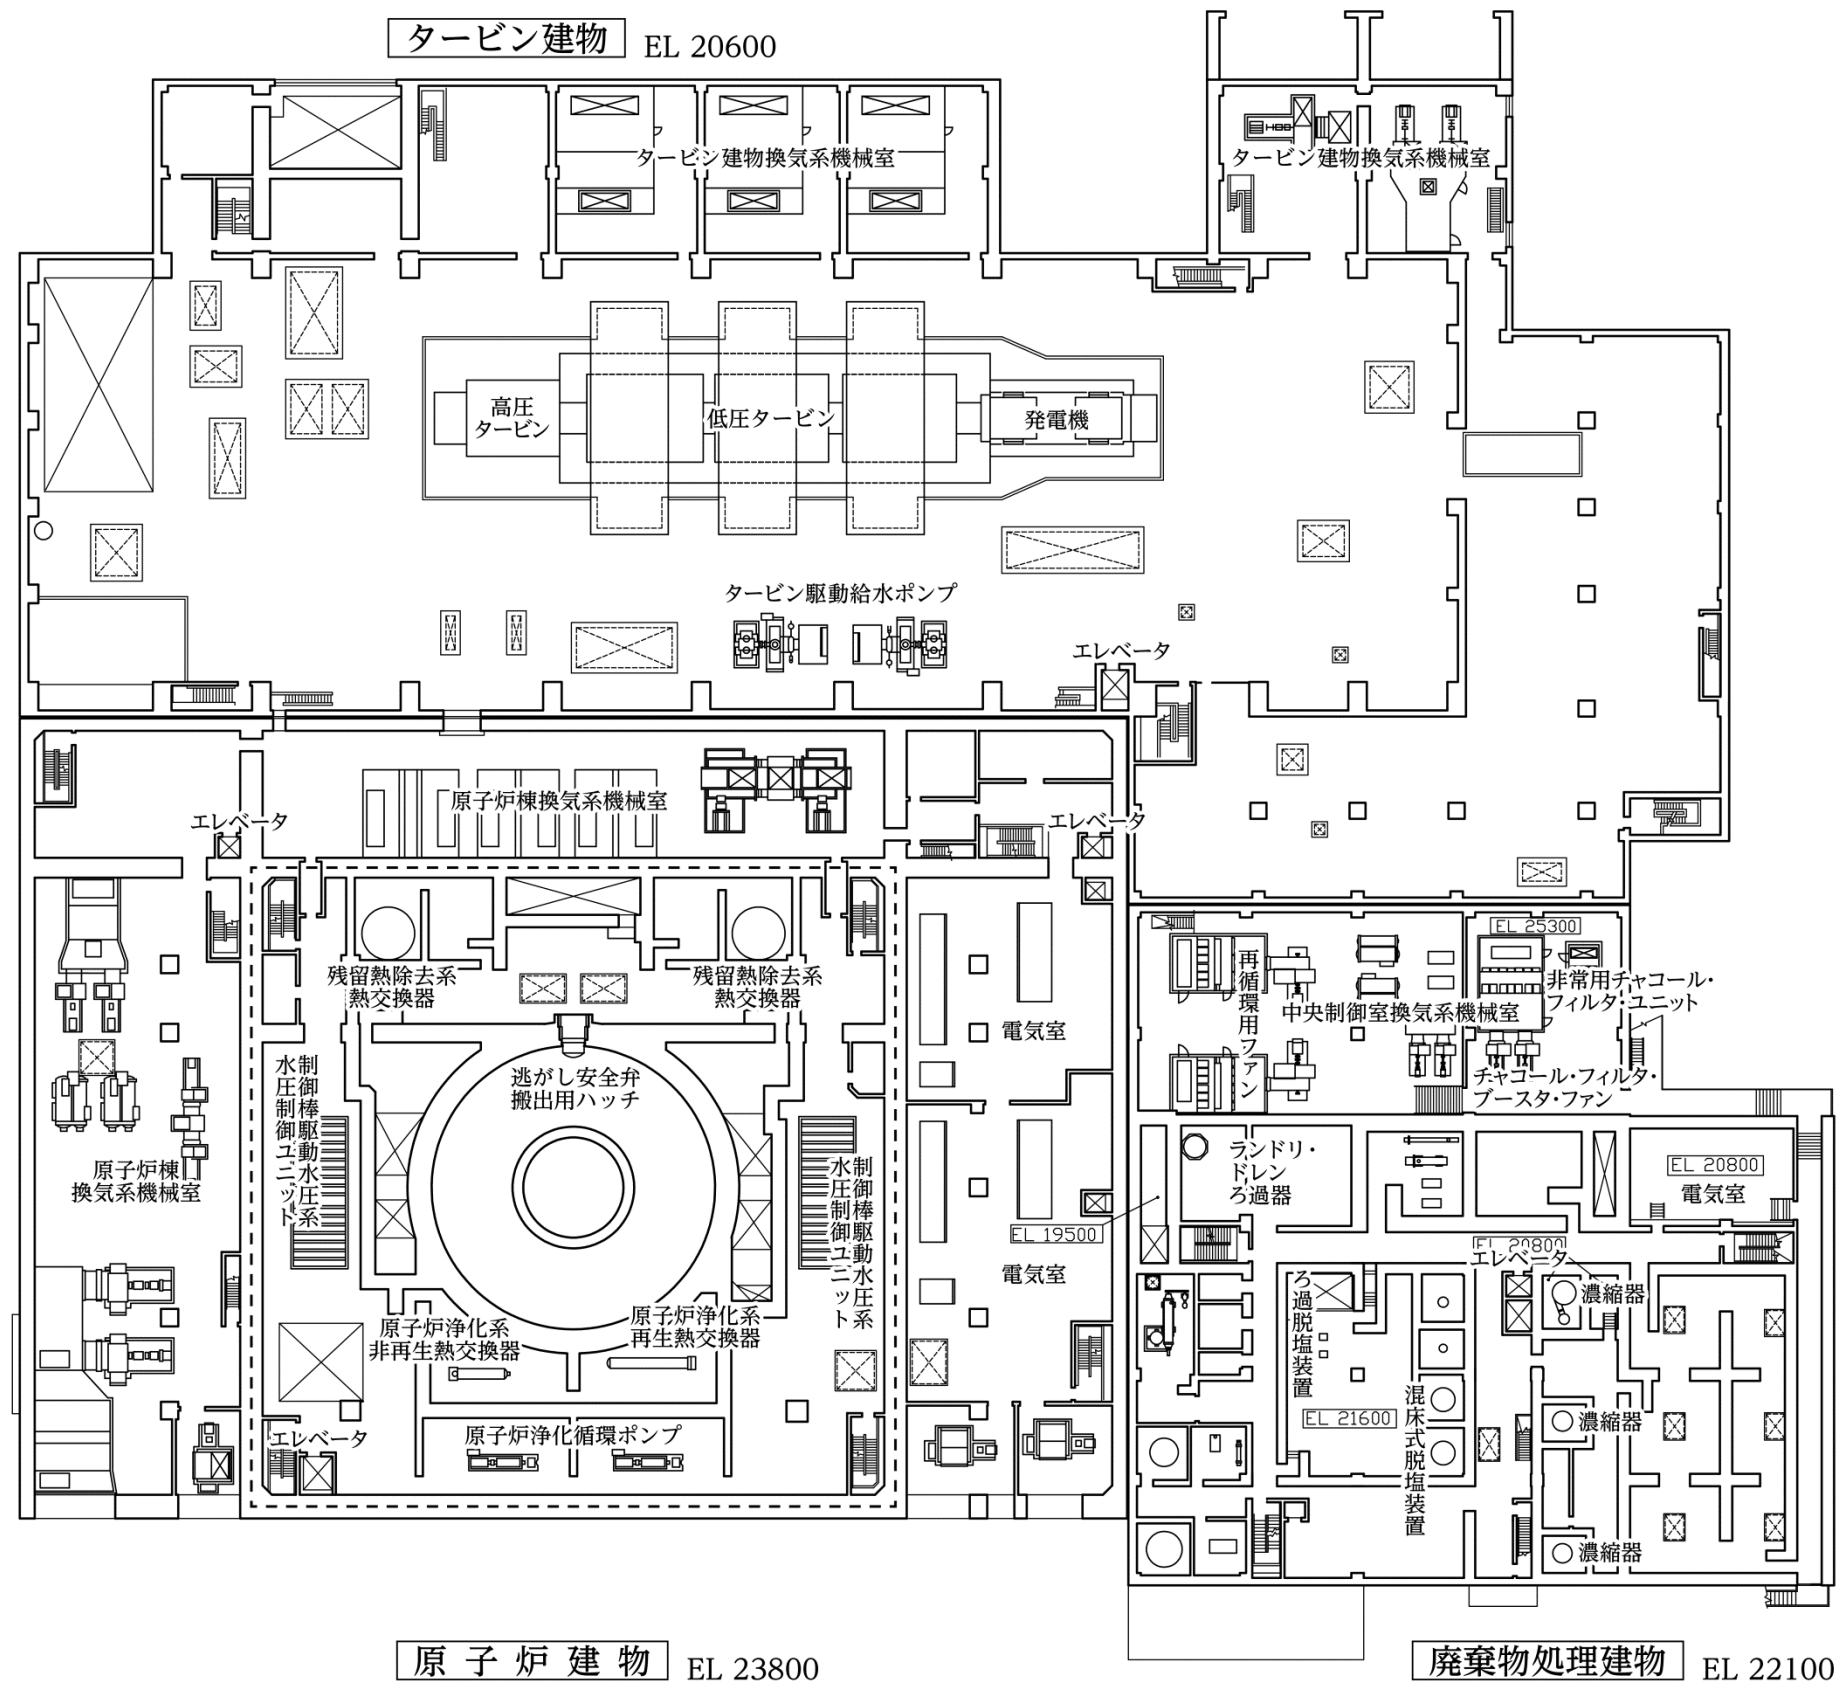 タービン建物 EL 20600
タービン建物換気系機械室
タービン建物換気系機械室
高圧
タービン
低圧タービン
発電機
タービン駆動給水ポンプ
エレベータ
原子炉棟換気系機械室
エレベータ
エレベータ
残留熱除去系
熱交換器
残留熱除去系
熱交換器
電気室
逃がし安全弁
搬出用ハッチ
制御棒駆動水圧系
水圧制御ユニット
制御棒駆動水圧系
水圧制御ユニット
原子炉棟
換気系機械室
原子炉浄化系
非再生熱交換器
原子炉浄化系
再生熱交換器
原子炉浄化循環ポンプ
エレベータ
電気室
EL 19500
再循環用ファン
中央制御室換気系機械室
EL 25300
非常用チャコール・
フィルタ・ユニット
チャコール・フィルタ・
ブースタ・ファン
ランドリ・
ドレン
ろ過器
EL 20800
電気室
EL 20800
エレベータ
ろ過脱塩装置
濃縮器
EL 21600
混床式脱塩装置
濃縮器
濃縮器
原子炉建物 EL 23800
廃棄物処理建物 EL 22100